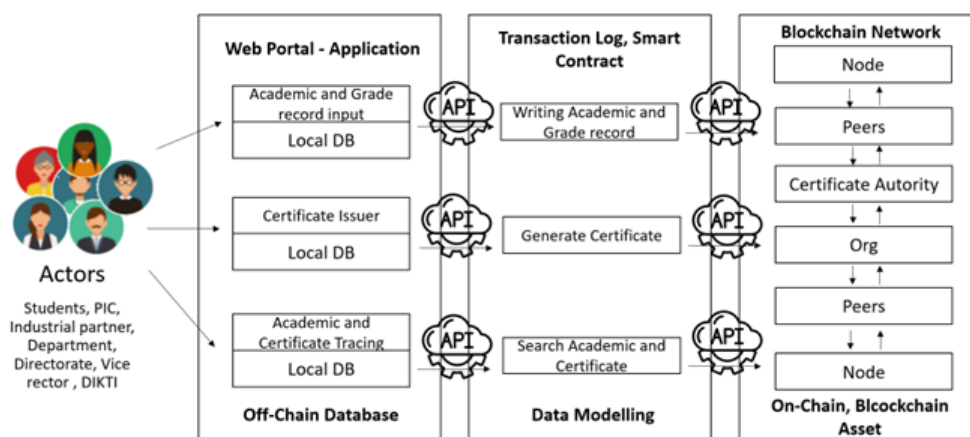 Web Portal - Application
Academic and Grade
record input
Local DB
Certificate Issuer
Local DB
Academic and
Certificate Tracing
Local DB
Off-Chain Database
Actors
Students, PIC,
Industrial partner,
Department,
Directorate, Vice
rector , DIKTI
API
API
API
Transaction Log, Smart
Contract
Writing Academic and
Grade record
Generate Certificate
Search Academic and
Certificate
Data Modelling
API
API
API
Blockchain Network
Node
Peers
Certificate Autority
Org
Peers
Node
On-Chain, Blcockchain
Asset